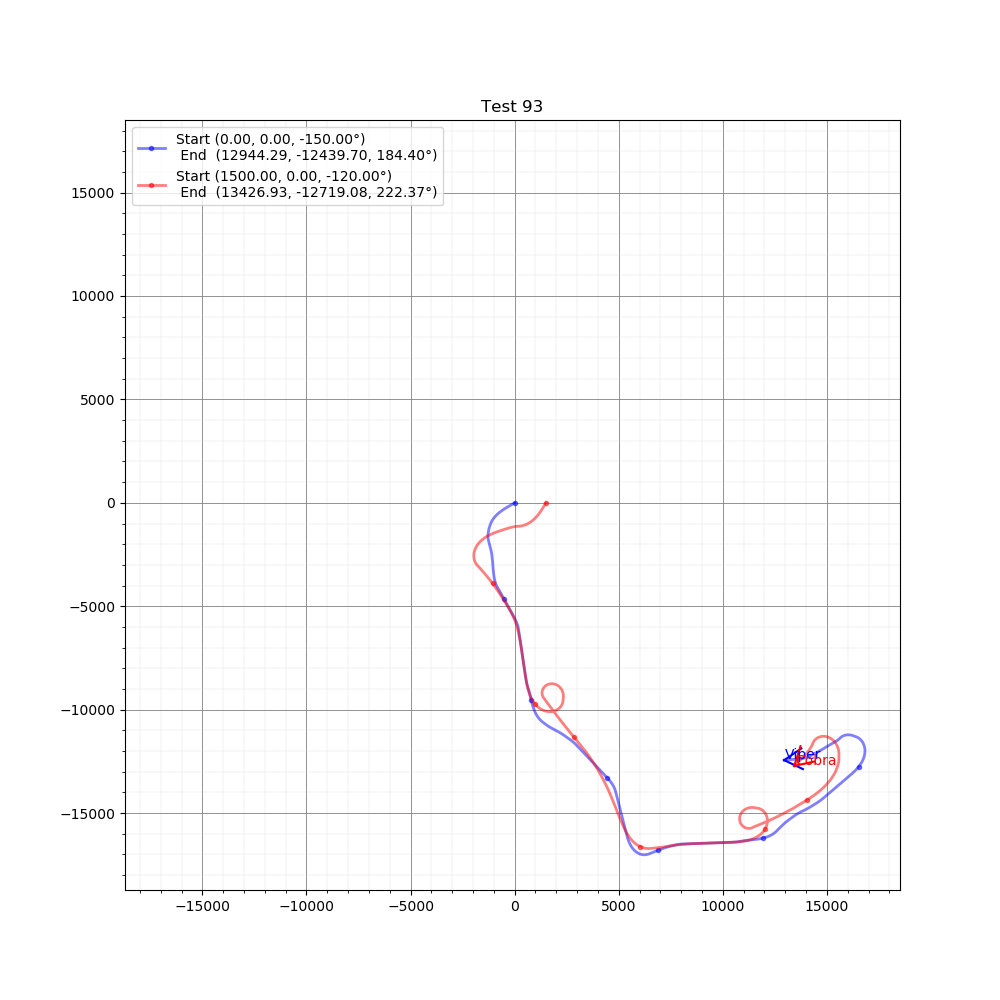 Test 93
Start (0.00, 0.00, -150.00°)
End (12944.29, -12439.70, 184.40°)
Start (1500.00, 0.00, -120.00°)
End (13426.93, -12719.08, 222.37°)
15000
10000
5000
0
−5000
−10000
−15000
Viper
Cobra
−15000 −10000 −5000 0 5000 10000 15000